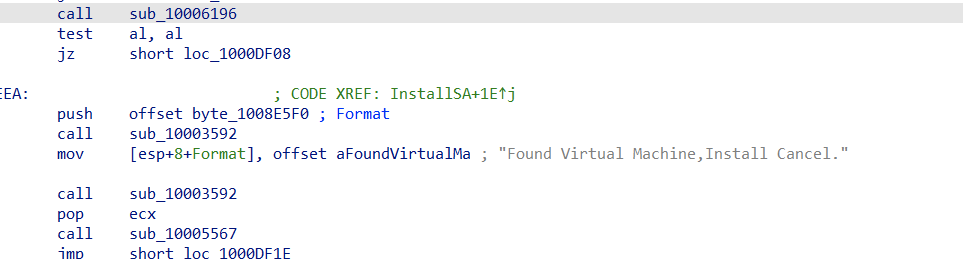 call sub_10006196
test al, al
jz short loc_1000DF08
EEA: ; CODE XREF: InstallSA+1E↑j
push offset byte_1008E5F0 ; Format
call sub_10003592
mov [esp+8+Format], offset aFoundVirtualMa ; "Found Virtual Machine,Install Cancel."
call sub_10003592
pop ecx
call sub_10005567
jmp short loc_1000DF1E